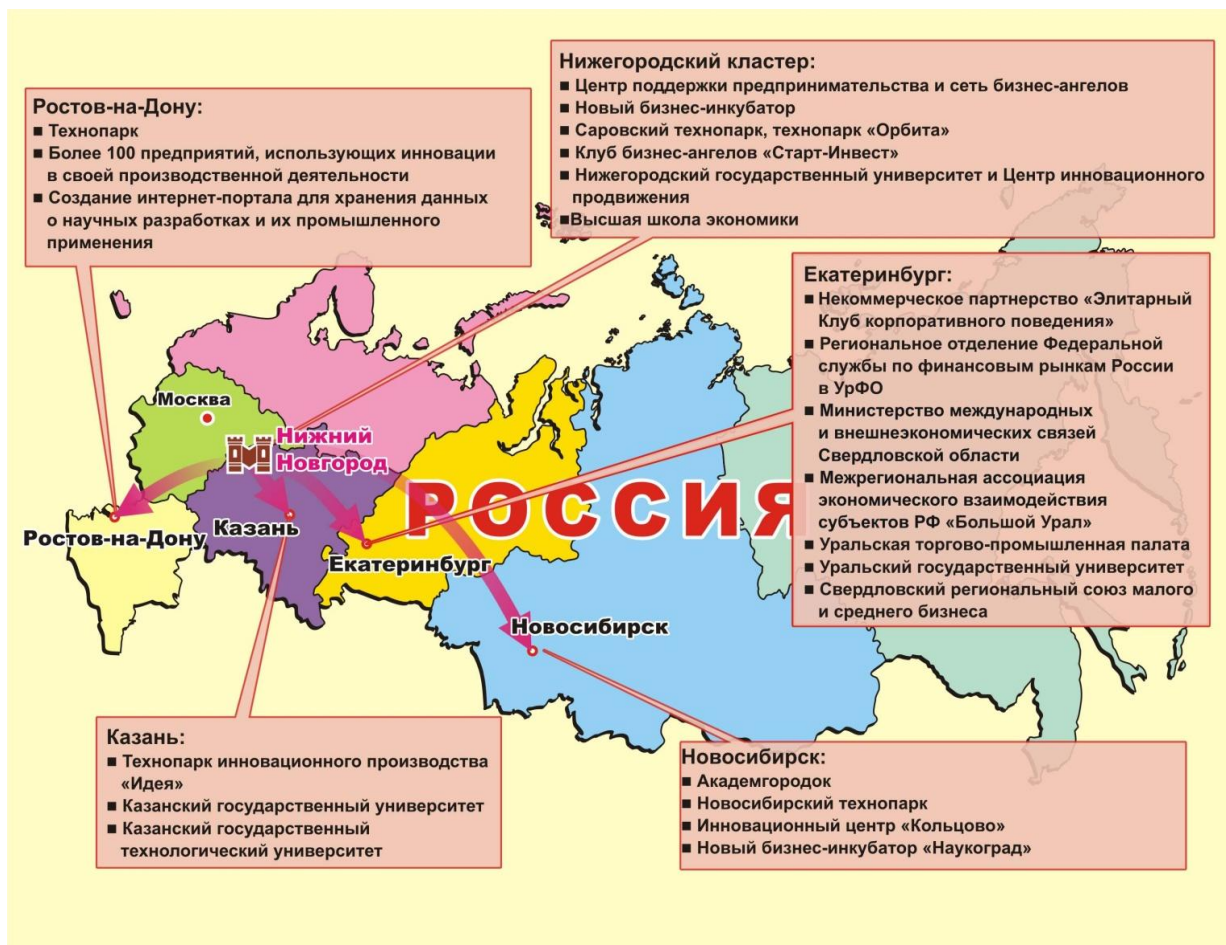 Нижегородский кластер:
■ Центр поддержки предпринимательства и сеть бизнес-ангелов
■ Новый бизнес-инкубатор
■ Саровский технопарк, технопарк «Орбита»
■ Клуб бизнес-ангелов «Старт-Инвест»
■ Нижегородский государственный университет и Центр инновационного
продвижения
■Высшая школа экономики
Ростов-на-Дону:
■ Технопарк
■ Более 100 предприятий, использующих инновации
в своей производственной деятельности
■ Создание интернет-портала для хранения данных
о научных разработках и их промышленного
применения
Екатеринбург:
■ Некоммерческое партнерство «Элитарный
Клуб корпоративного поведения»
■ Региональное отделение Федеральной
службы по финансовым рынкам России
в УрФО
■ Министерство международных
и внешнеэкономических связей
Свердловской области
■ Межрегиональная ассоциация
экономического взаимодействия
субъектов РФ «Большой Урал»
■ Уральская торгово-промышленная палата
■ Уральский государственный университет
■ Свердловский региональный союз малого
и среднего бизнеса
Москва
Нижний
Новгород
РОССИЯ
Ростов-на-Дону
Казань
Екатеринбург
Новосибирск
Казань:
■ Технопарк инновационного производства
«Идея»
■ Казанский государственный университет
■ Казанский государственный
технологический университет
Новосибирск:
■ Академгородок
■ Новосибирский технопарк
■ Инновационный центр «Кольцово»
■ Новый бизнес-инкубатор «Наукоград»